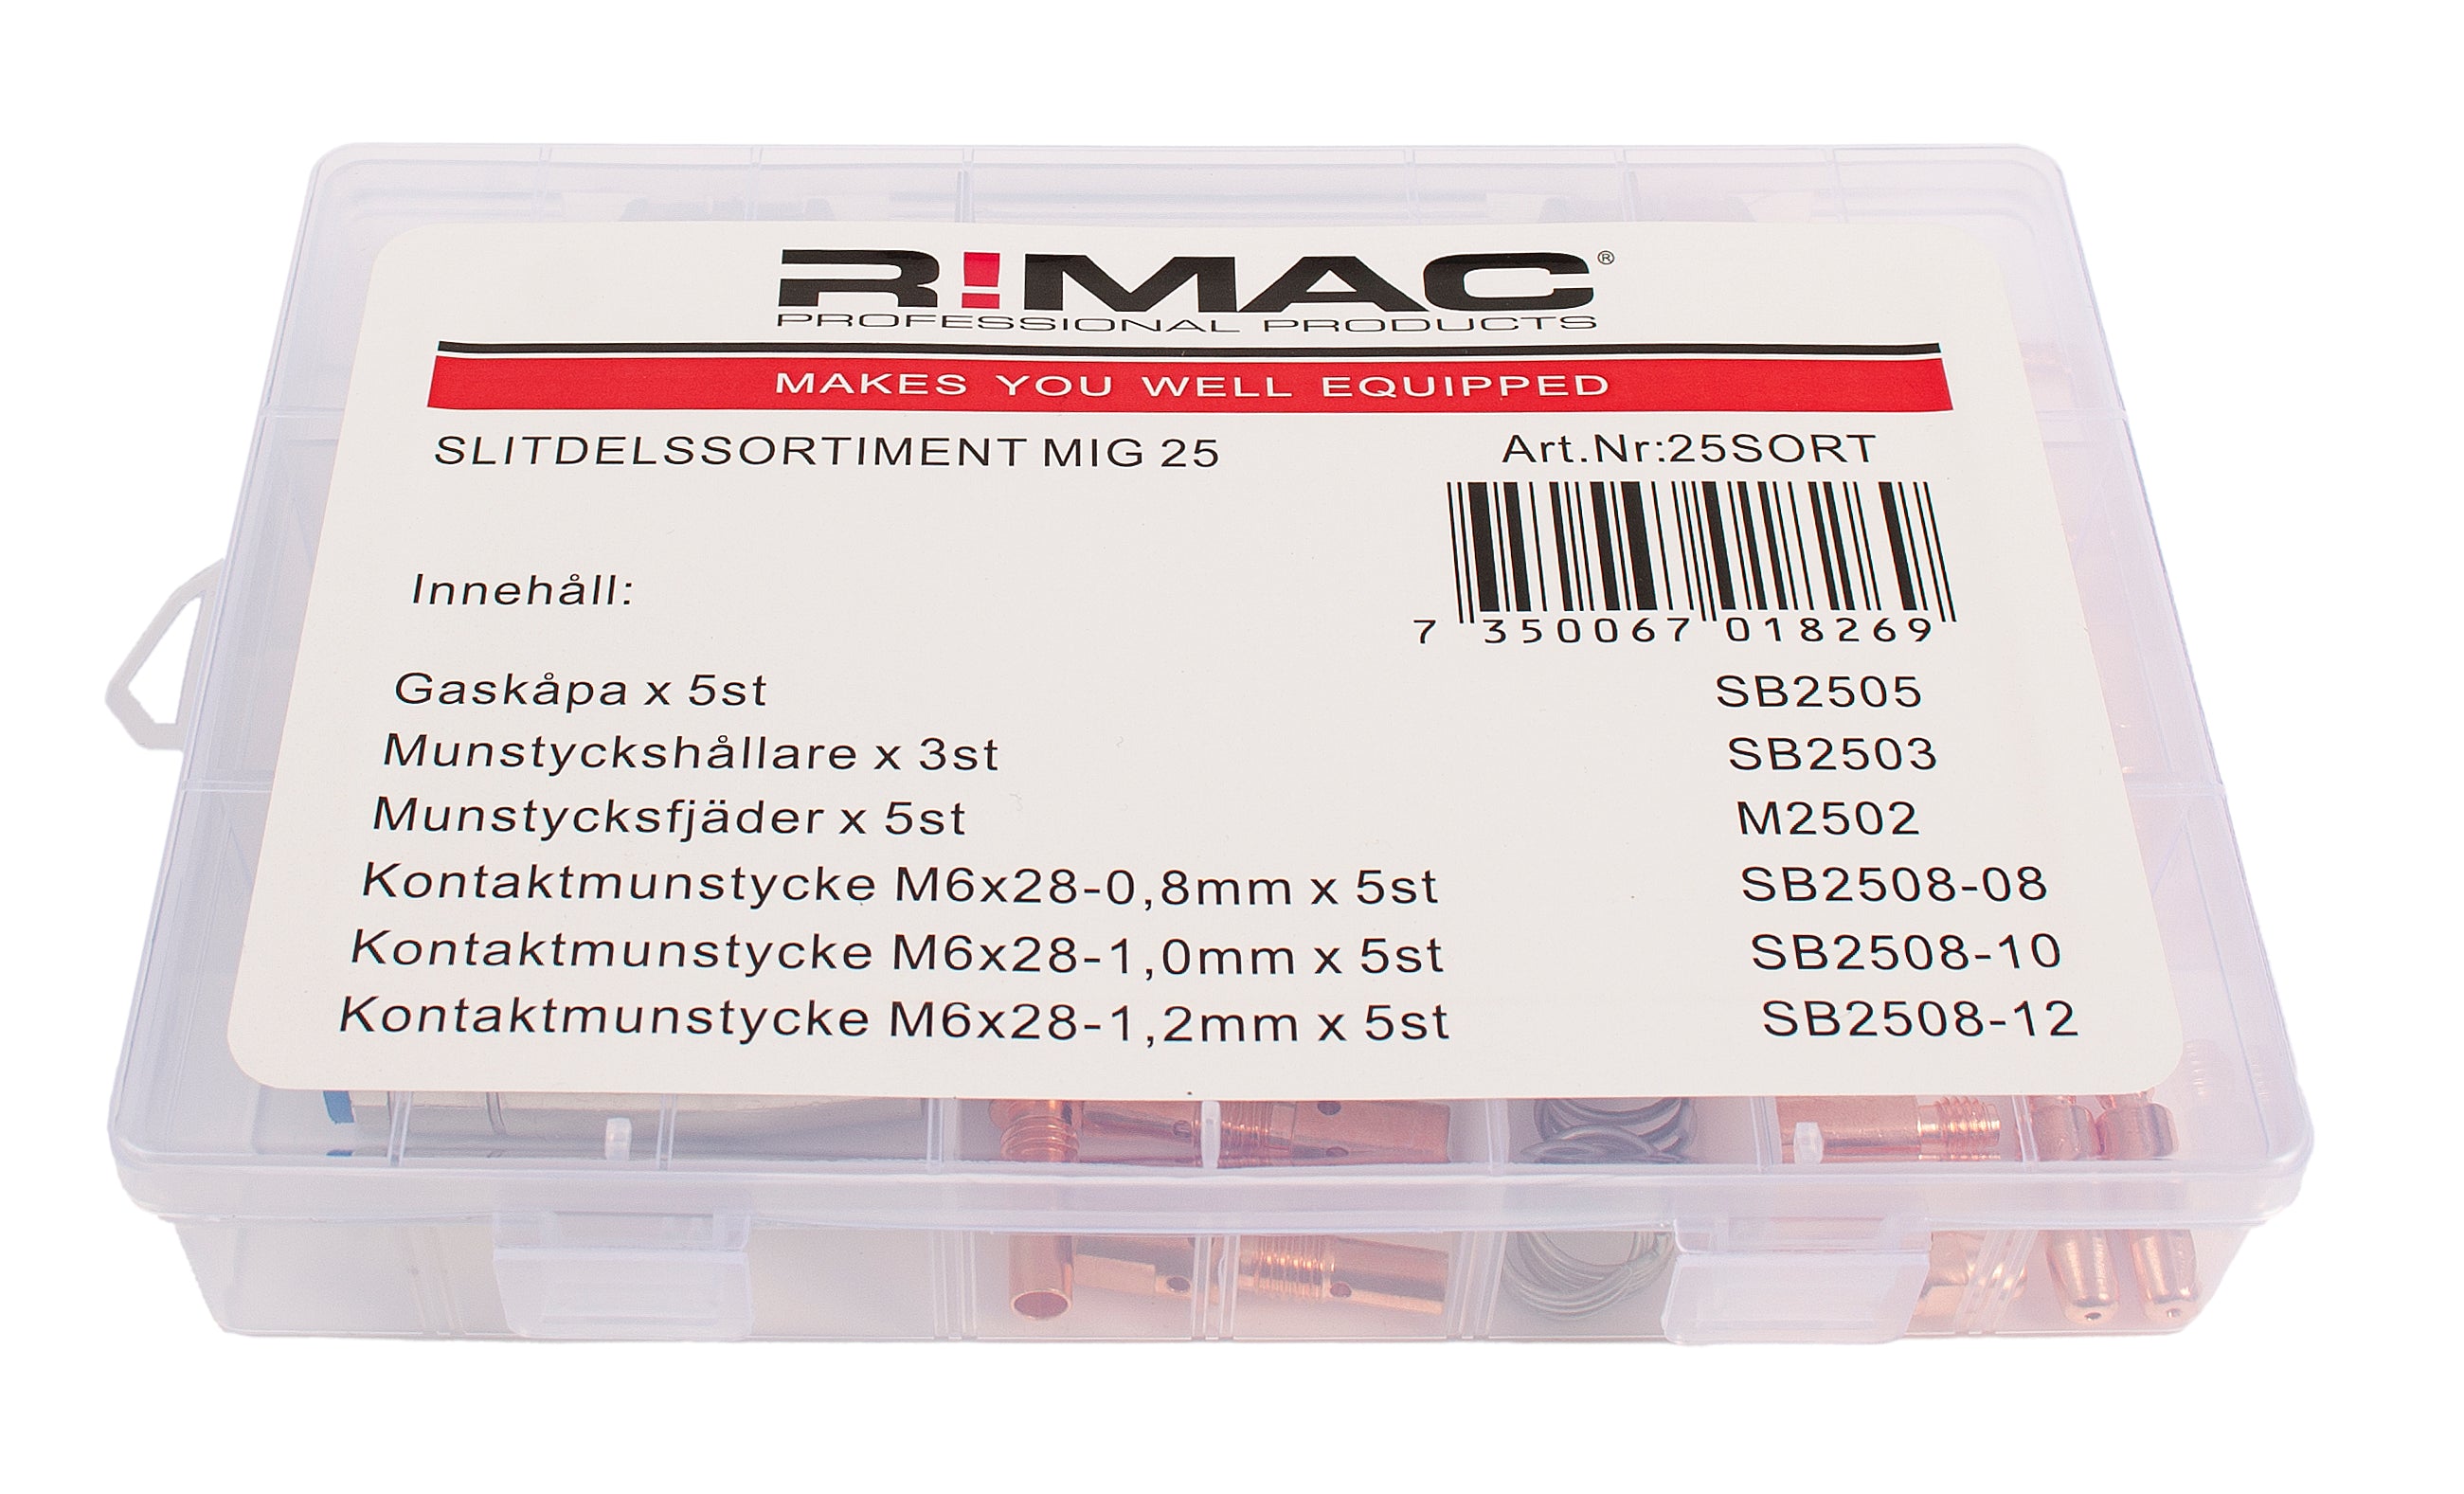 R!MAC®
PROFESSIONAL PRODUCTS
MAKES YOU WELL EQUIPPED
SLITDELSSORTIMENT MIG 25
Art.Nr:25SORT
7 350067 018269
Innehåll:
Gaskåpa x 5st SB2505
Munstyckshållare x 3st SB2503
Munstycksfjäder x 5st M2502
Kontaktmunstycke M6x28-0,8mm x 5st SB2508-08
Kontaktmunstycke M6x28-1,0mm x 5st SB2508-10
Kontaktmunstycke M6x28-1,2mm x 5st SB2508-12